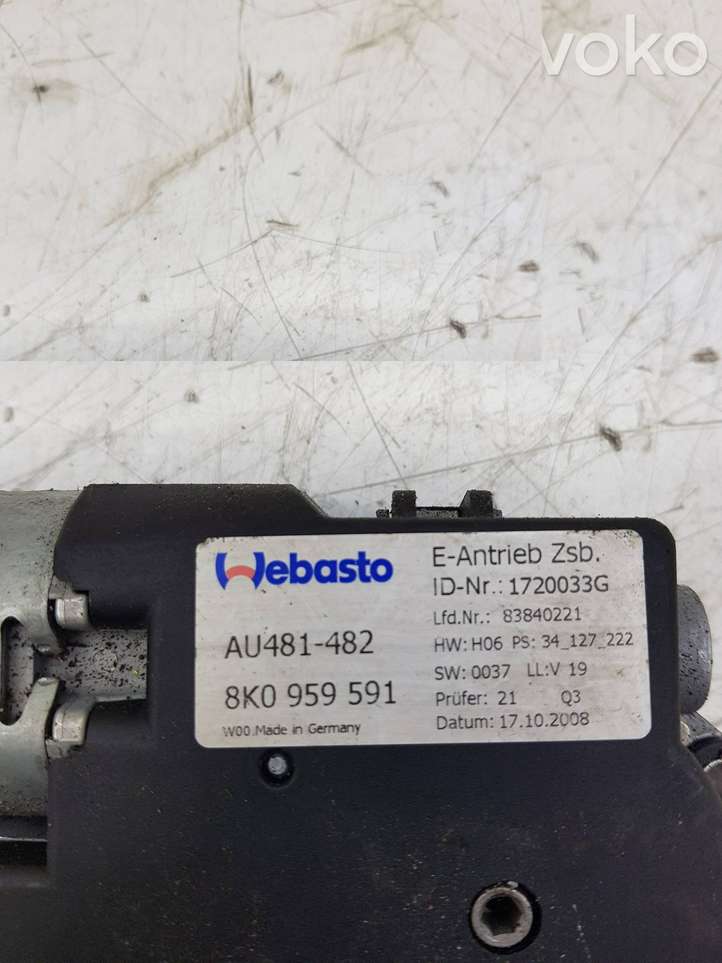 voko
Webasto
AU481-482
8K0 959 591
W00 Made in Germany
E-Antrieb Zsb.
ID-Nr.: 1720033G
Lfd.Nr.: 83840221
HW: H06 PS: 34_127_222
SW: 0037 LL:V 19
Prüfer: 21 Q3
Datum: 17.10.2008